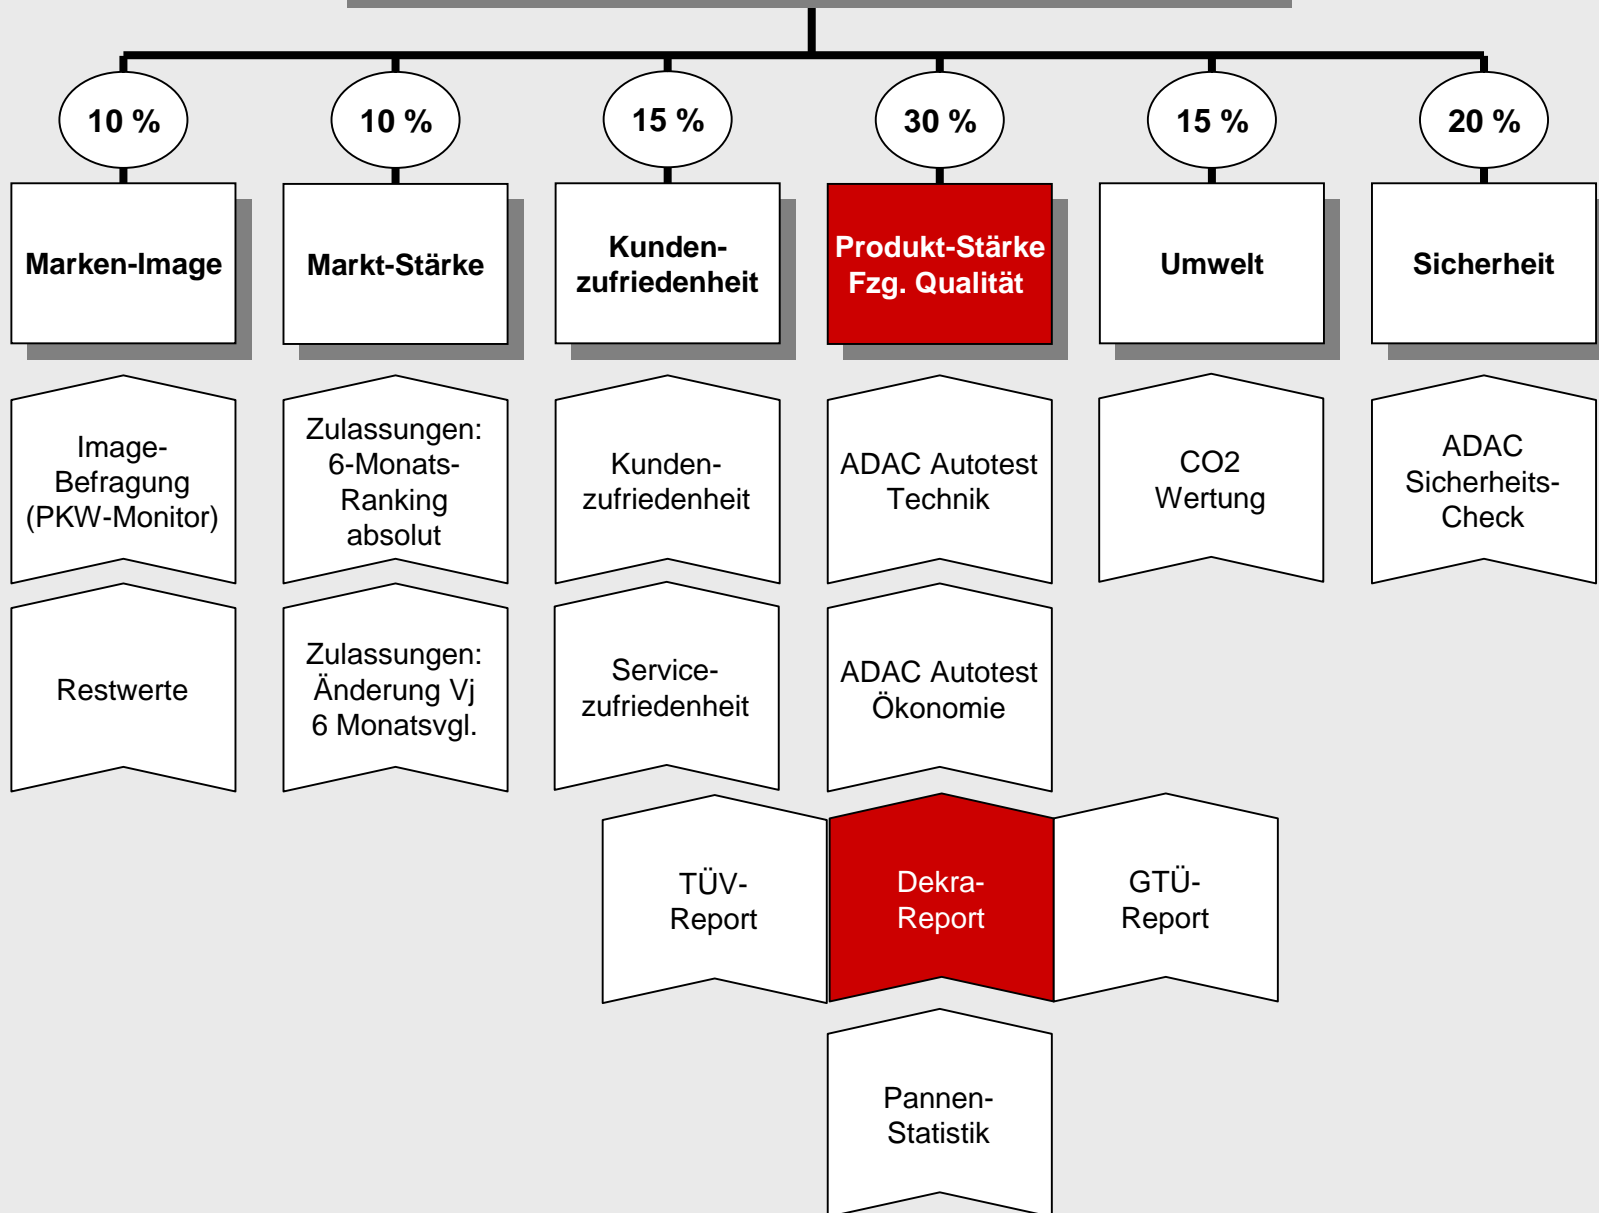 10 %
10 %
15 %
30 %
15 %
20 %
Marken-Image
Markt-Stärke
Kunden-
zufriedenheit
Produkt-Stärke
Fzg. Qualität
Umwelt
Sicherheit
Image-
Befragung
(PKW-Monitor)
Zulassungen:
6-Monats-
Ranking
absolut
Kunden-
zufriedenheit
ADAC Autotest
Technik
CO2
Wertung
ADAC
Sicherheits-
Check
Restwerte
Zulassungen:
Änderung Vj
6 Monatsvgl.
Service-
zufriedenheit
ADAC Autotest
Ökonomie
TÜV-
Report
Dekra-
Report
GTÜ-
Report
Pannen-
Statistik